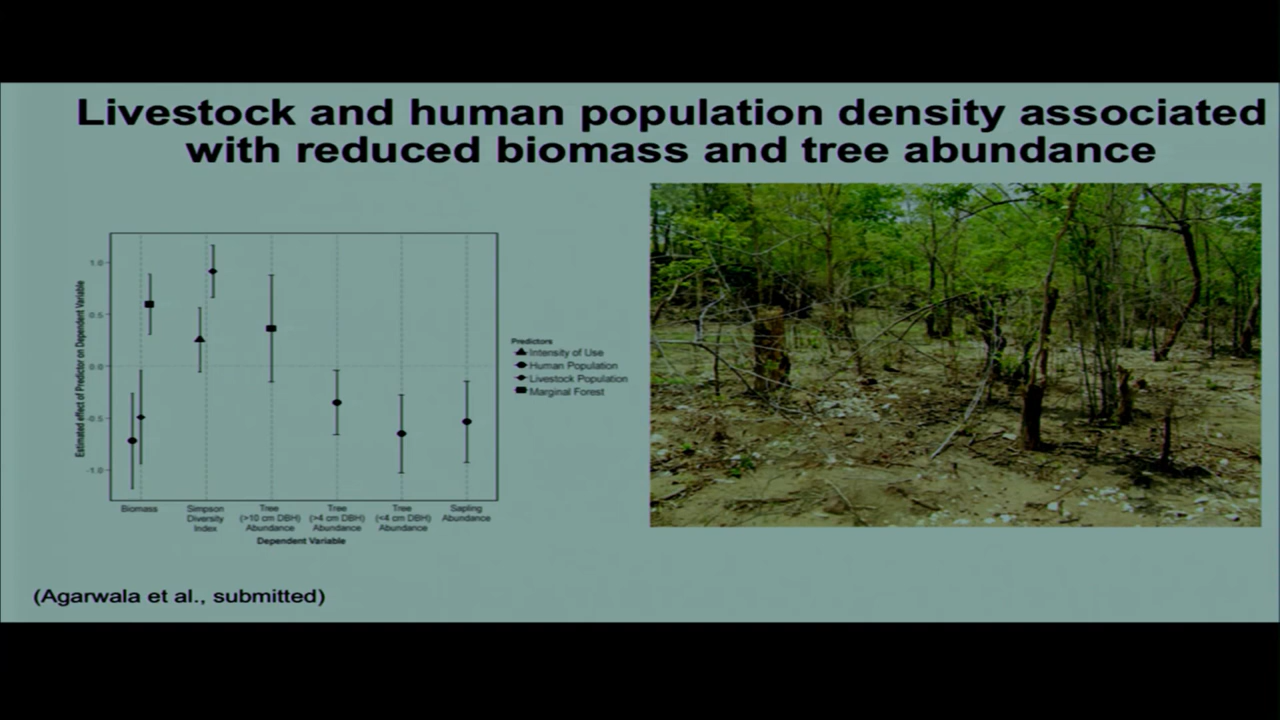 Livestock and human population density associated
with reduced biomass and tree abundance
Estimated effect of Predictor on Dependent Variable
1.0
0.5
0.0
-0.5
-1.0
Biomass
Simpson
Diversity
Index
Tree
(>10 cm DBH)
Abundance
Tree
(>4 cm DBH)
Abundance
Tree
(<4 cm DBH)
Abundance
Sapling
Abundance
Dependent Variable
Predictors
Intensity of Use
Human Population
Livestock Population
Marginal Forest
(Agarwala et al., submitted)